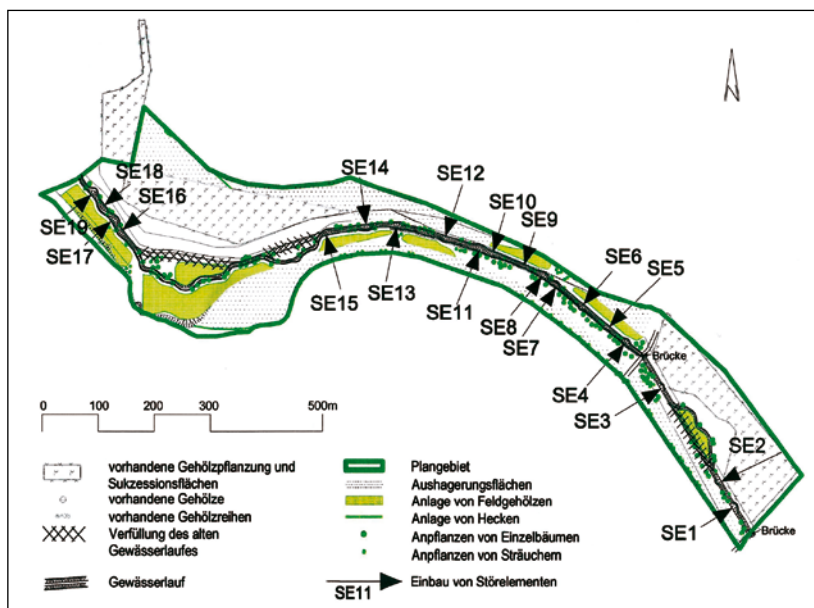 SE14
SE12
SE10
SE9
SE18
SE16
SE6
SE5
SE19
SE17
SE15
SE13
SE11
SE8
SE7
Brücke
SE4
SE3
SE2
SE1
Brücke
0 100 200 300 500m
vorhandene Gehölzpflanzung und
Sukzessionsflächen
vorhandene Gehölze
vorhandene Gehölzreihen
Verfüllung des alten
Gewässerlaufes
Gewässerlauf
Plangebiet
Aushagerungsflächen
Anlage von Feldgehölzen
Anlage von Hecken
Anpflanzen von Einzelbäumen
Anpflanzen von Sträuchern
Einbau von Störelementen
SE11